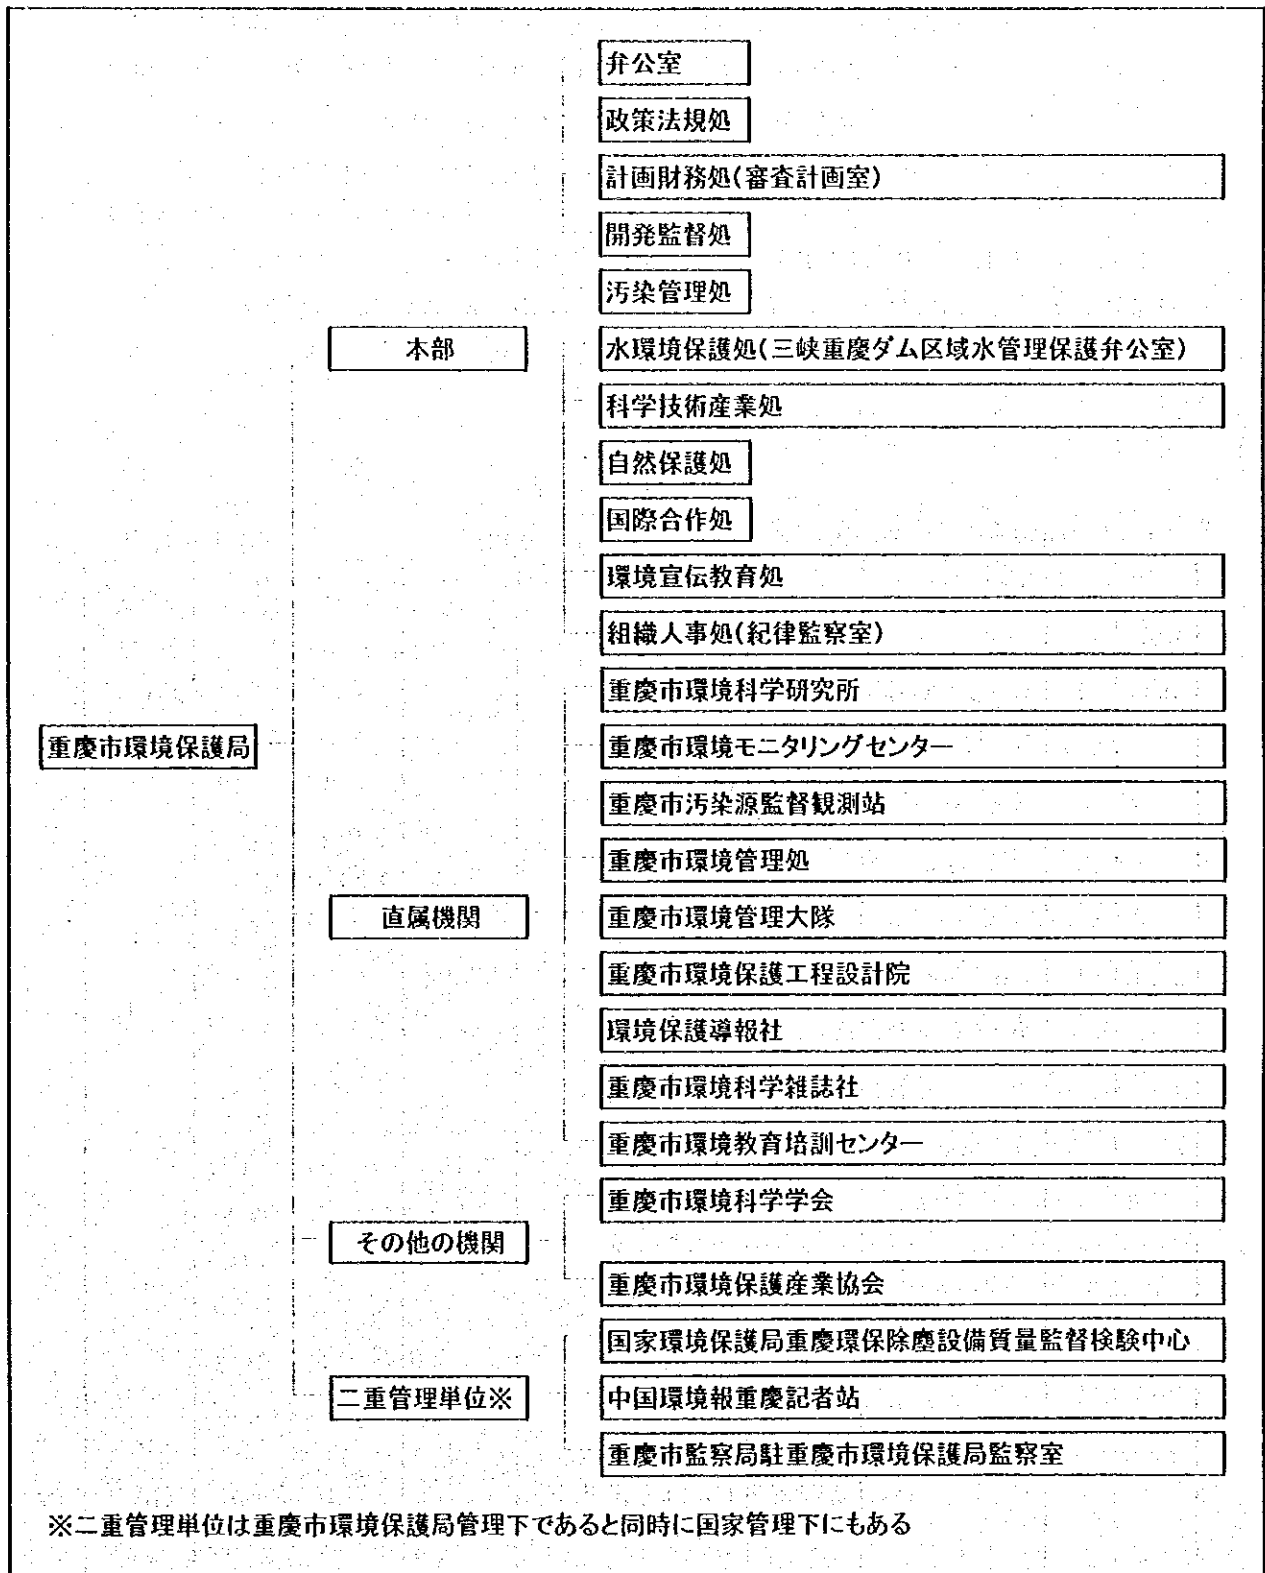 弁公室
政策法規処
計画財務処(審査計画室)
開発監督処
汚染管理処
本部
水環境保護処(三峡重慶ダム区域水管理保護弁公室)
科学技術産業処
自然保護処
国際合作処
環境宣伝教育処
組織人事処(紀律監察室)
重慶市環境科学研究所
重慶市環境保護局
重慶市環境モニタリングセンター
重慶市汚染源監督観測站
重慶市環境管理処
直属機関
重慶市環境管理大隊
重慶市環境保護工程設計院
環境保護導報社
重慶市環境科学雑誌社
重慶市環境教育培訓センター
重慶市環境科学学会
その他の機関
重慶市環境保護産業協会
国家環境保護局重慶環保除塵設備質量監督検験中心
二重管理単位※
中国環境報重慶記者站
重慶市監察局駐重慶市環境保護局監察室
※二重管理単位は重慶市環境保護局管理下であると同時に国家管理下にもある